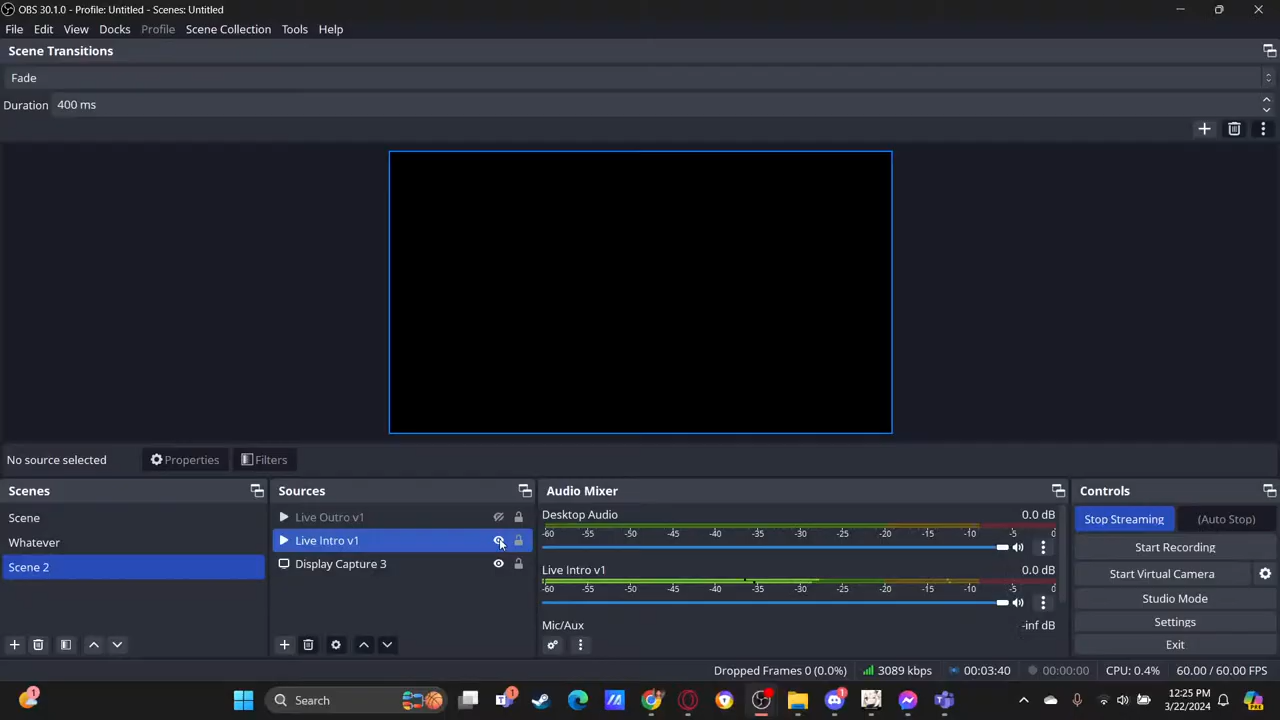 OBS 30.1.0 - Profile: Untitled - Scenes: Untitled
File Edit View Docks Profile Scene Collection Tools Help
Scene Transitions
Fade
Duration 400 ms
No source selected Properties Filters
Scenes
Scene
Whatever
Scene 2
Sources
Live Outro v1
Live Intro v1
Display Capture 3
Audio Mixer
Desktop Audio 0.0 dB
-60 -55 -50 -45 -40 -35 -30 -25 -20 -15 -10 -5 0
Live Intro v1 0.0 dB
-60 -55 -50 -45 -40 -35 -30 -25 -20 -15 -10 -5 0
Mic/Aux -inf dB
Controls
Stop Streaming (Auto Stop)
Start Recording
Start Virtual Camera
Studio Mode
Settings
Exit
Dropped Frames 0 (0.0%) 3089 kbps 00:03:40 00:00:00 CPU: 0.4% 60.00 / 60.00 FPS
1 Search 1 1 12:25 PM
3/22/2024